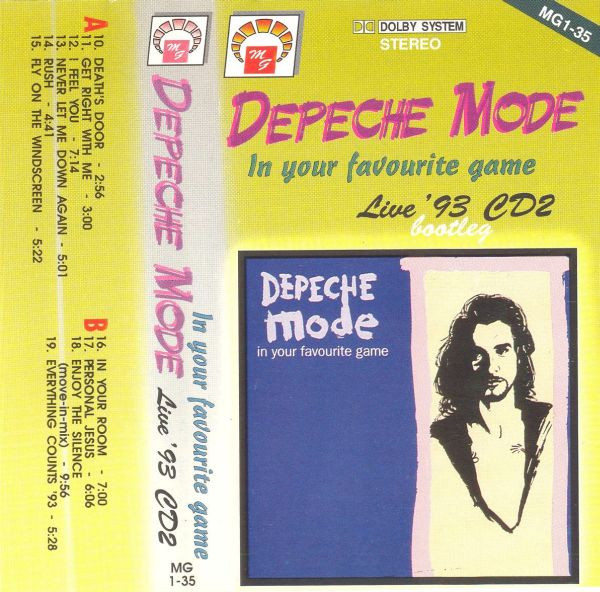 A
10. DEATH'S DOOR - 2:56
11. GET RIGHT WITH ME - 3:00
12. I FEEL YOU - 7:14
13. NEVER LET ME DOWN AGAIN - 5:01
14. RUSH - 4:41
15. FLY ON THE WINDSCREEN - 5:22
B
16. IN YOUR ROOM - 7:00
17. PERSONAL JESUS - 6:06
18. ENJOY THE SILENCE
(move-in-mix) - 9:56
19. EVERYTHING COUNTS '93 - 5:28
MF
DEPECHE MODE
In your favourite game
Live '93 CD2
MG
1-35
MF
DOLBY SYSTEM
STEREO
MG1-35
DEPECHE MODE
In your favourite game
Live '93 CD2
bootleg
DEPECHE
mode
in your favourite game